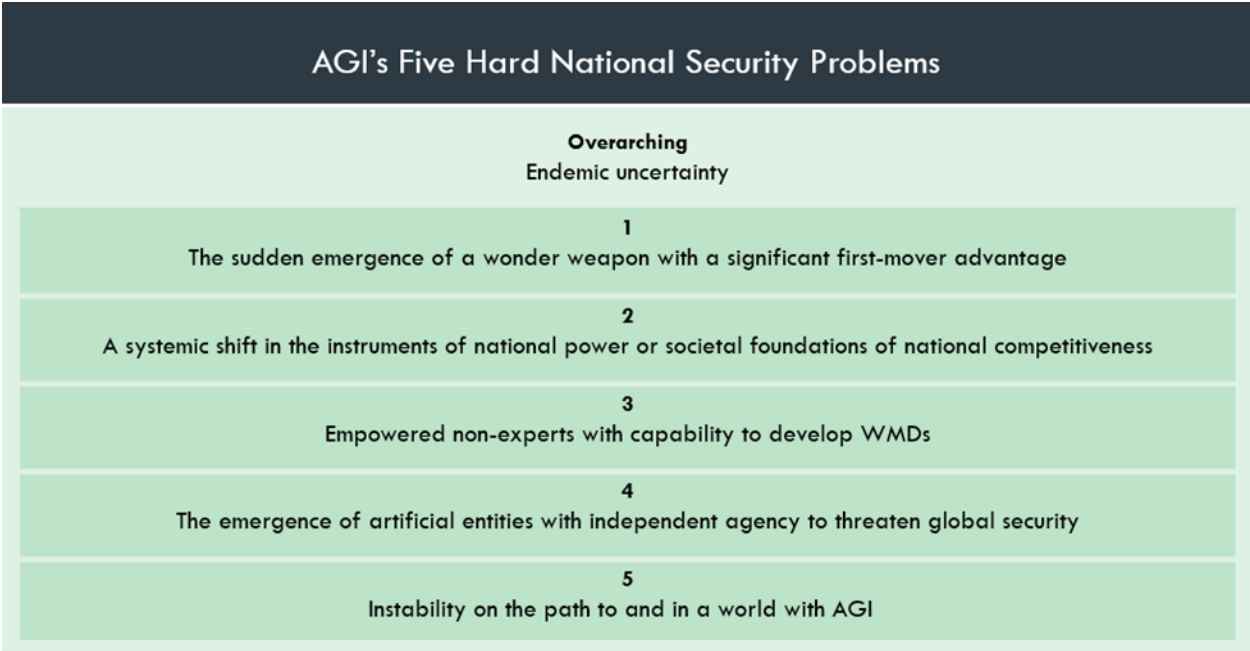 AGI’s Five Hard National Security Problems
Overarching
Endemic uncertainty
1
The sudden emergence of a wonder weapon with a significant first-mover advantage
2
A systemic shift in the instruments of national power or societal foundations of national competitiveness
3
Empowered non-experts with capability to develop WMDs
4
The emergence of artificial entities with independent agency to threaten global security
5
Instability on the path to and in a world with AGI